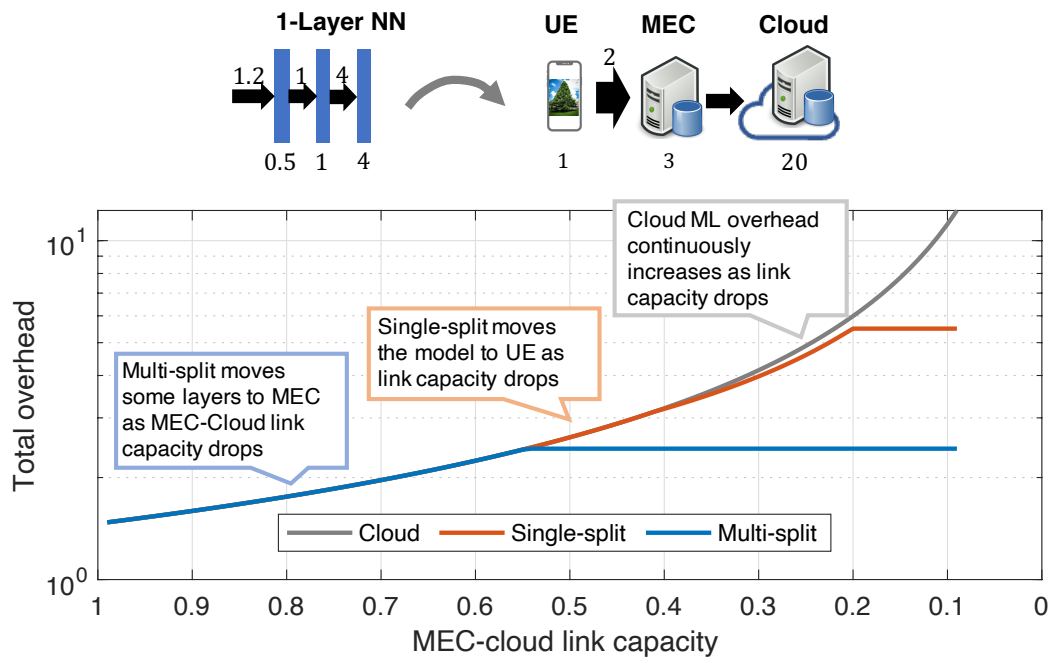 1-Layer NN
UE MEC Cloud
1.2 1 4
2
0.5 1 4
1 3 20
Cloud ML overhead
continuously
increases as link
capacity drops
Single-split moves
the model to UE as
link capacity drops
Multi-split moves
some layers to MEC
as MEC-Cloud link
capacity drops
Total overhead
10^1
10^0
Cloud Single-split Multi-split
1 0.9 0.8 0.7 0.6 0.5 0.4 0.3 0.2 0.1 0
MEC-cloud link capacity